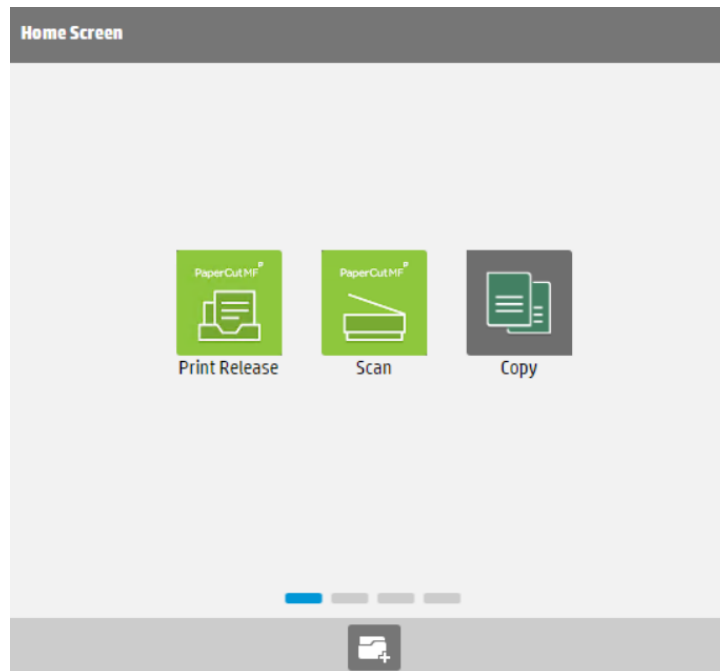 Home Screen
PaperCut MF
PaperCut MF
Print Release
Scan
Copy